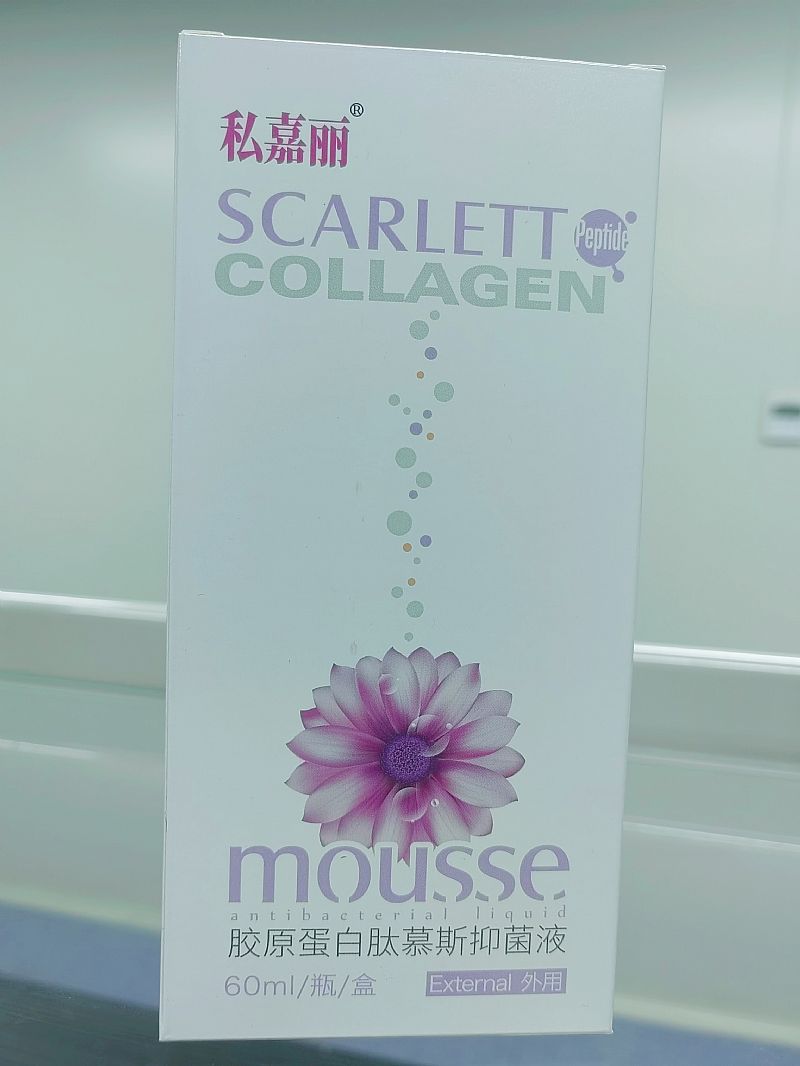 私嘉丽®
SCARLETT Peptide
COLLAGEN
mousse
antibacterial liquid
胶原蛋白肽慕斯抑菌液
60ml/瓶/盒 External 外用